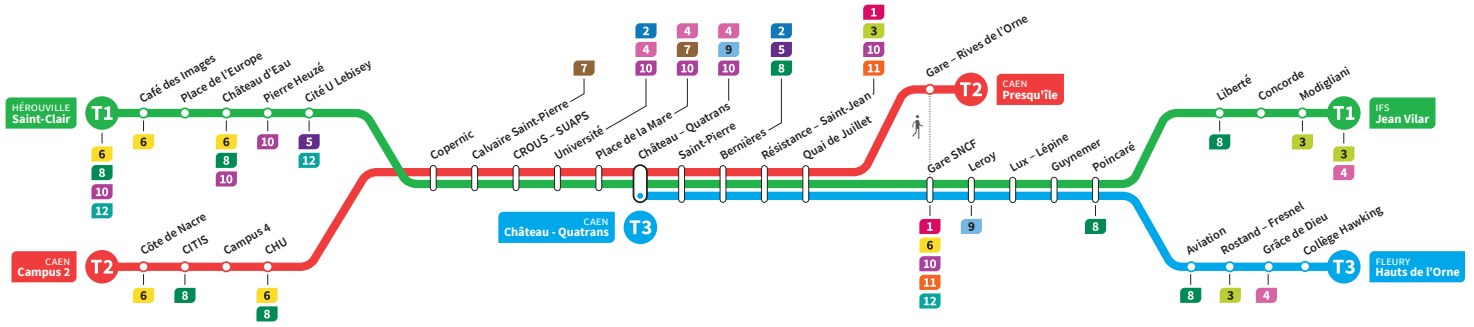 HÉROUVILLE
Saint-Clair
T1
6
8
10
12
Café des Images
6
Place de l'Europe
Château d'Eau
6
8
10
Pierre Heuzé
10
Cité U Lebisey
5
12
CAEN
Campus 2
T2
Côte de Nacre
6
CITIS
8
Campus 4
CHU
6
8
Copernic
Calvaire Saint-Pierre
7
CROUS – SUAPS
Université
2
4
10
Place de la Mare
4
7
10
Château – Quatrans
4
9
10
CAEN
Château - Quatrans
T3
Saint-Pierre
Bernières
2
5
8
Résistance – Saint-Jean
1
3
10
11
Quai de Juillet
Gare – Rives de l'Orne
T2
CAEN
Presqu'île
Gare SNCF
1
6
10
11
12
Leroy
9
Lux – Lépine
Guynemer
Poincaré
8
Liberté
8
Concorde
Modigliani
3
T1
3
4
IFS
Jean Vilar
Aviation
8
Rostand – Fresnel
3
Grâce de Dieu
4
Collège Hawking
T3
FLEURY
Hauts de l'Orne